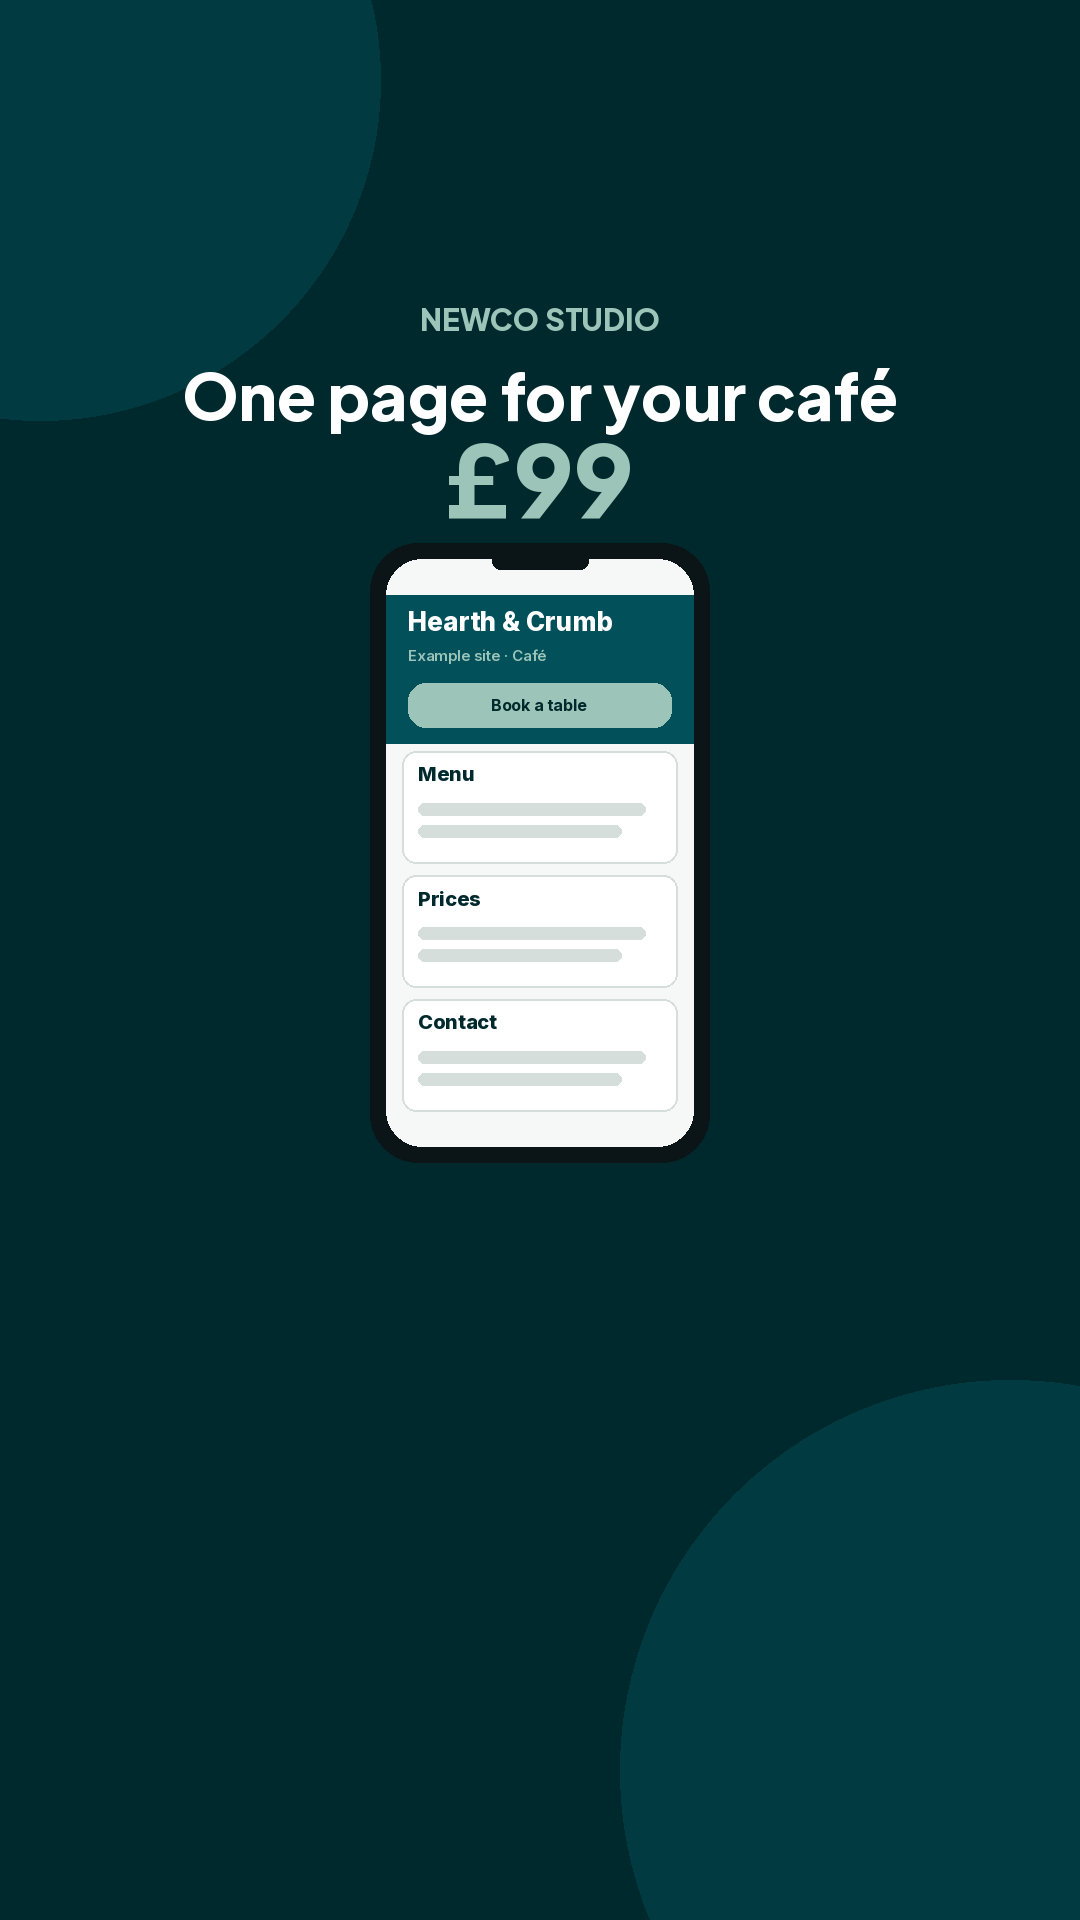 NEWCO STUDIO
One page for your café
£99
Hearth & Crumb
Example site · Café
Book a table
Menu
Prices
Contact